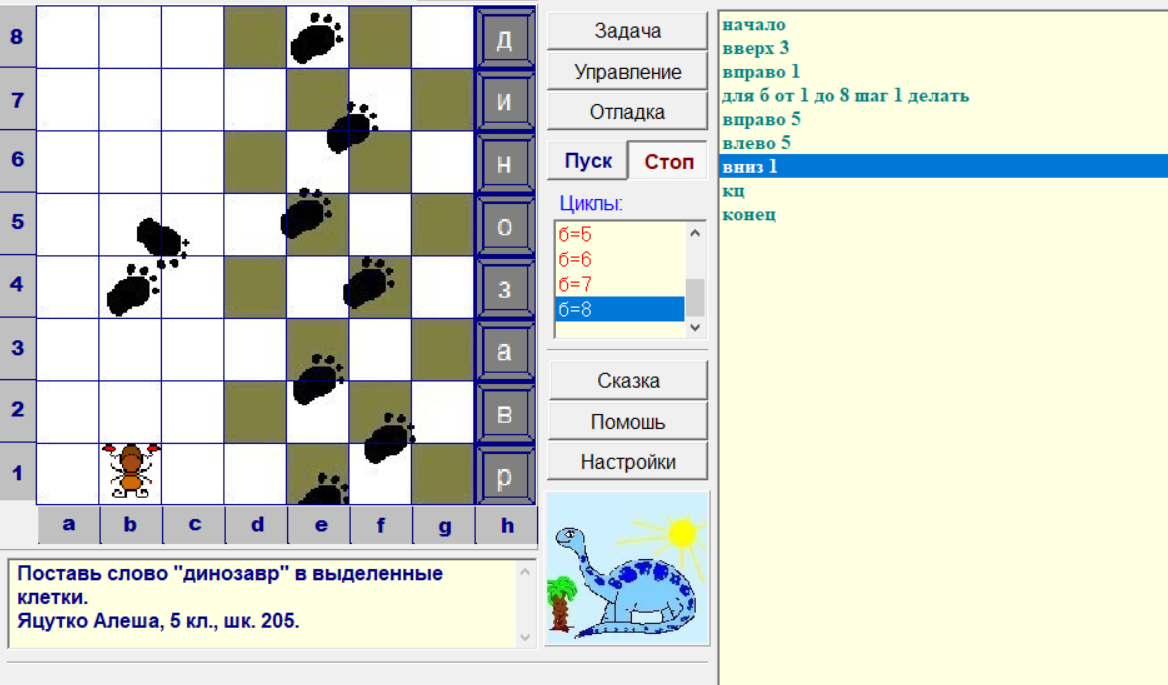 8
д
7
и
6
н
5
о
4
з
3
а
2
в
1
р
a b c d e f g h
Поставь слово "динозавр" в выделенные
клетки.
Яцутко Алеша, 5 кл., шк. 205.
Задача
Управление
Отладка
Пуск Стоп
Циклы:
б=5
б=6
б=7
б=8
Сказка
Помошь
Настройки
начало
вверх 3
вправо 1
для б от 1 до 8 шаг 1 делать
вправо 5
влево 5
вниз 1
кц
конец